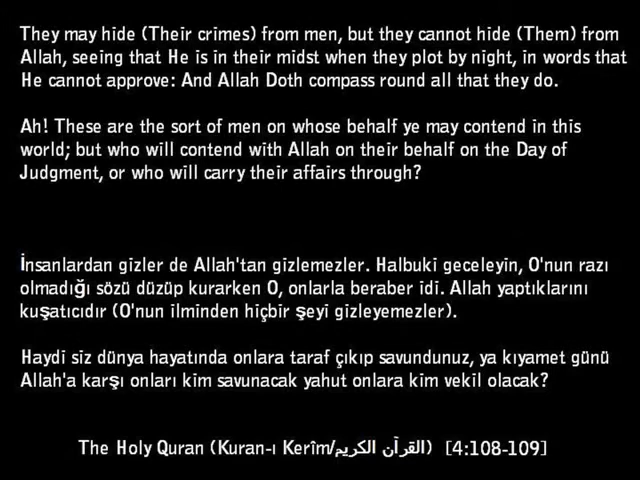 They may hide (Their crimes) from men, but they cannot hide (Them) from
Allah, seeing that He is in their midst when they plot by night, in words that
He cannot approve: And Allah Doth compass round all that they do.
Ah! These are the sort of men on whose behalf ye may contend in this
world; but who will contend with Allah on their behalf on the Day of
Judgment, or who will carry their affairs through?
İnsanlardan gizler de Allah'tan gizlemezler. Halbuki geceleyin, O'nun razı
olmadığı sözü düzüp kurarken O, onlarla beraber idi. Allah yaptıklarını
kuşatıcıdır (O'nun ilminden hiçbir şeyi gizleyemezler).
Haydi siz dünya hayatında onlara taraf çıkıp savundunuz, ya kıyamet günü
Allah'a karşı onları kim savunacak yahut onlara kim vekil olacak?
The Holy Quran (Kuran-ı Kerîm/القرآن الكريم) [4:108-109]